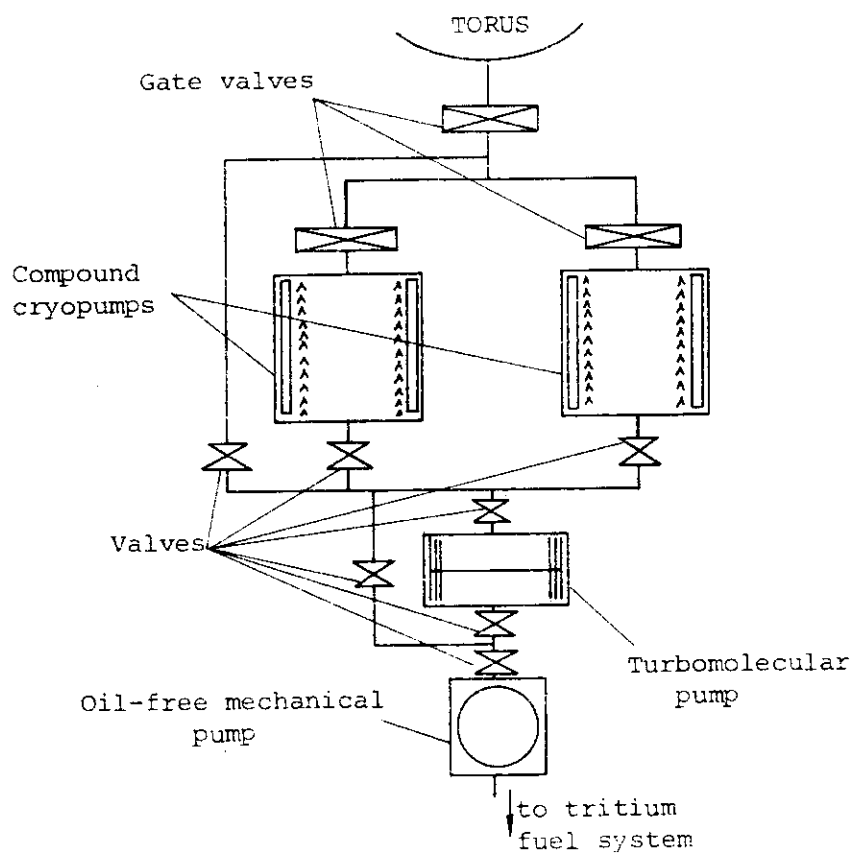 TORUS
Gate valves
Compound
cryopumps
Valves
Turbomolecular
pump
Oil-free mechanical
pump
to tritium
fuel system